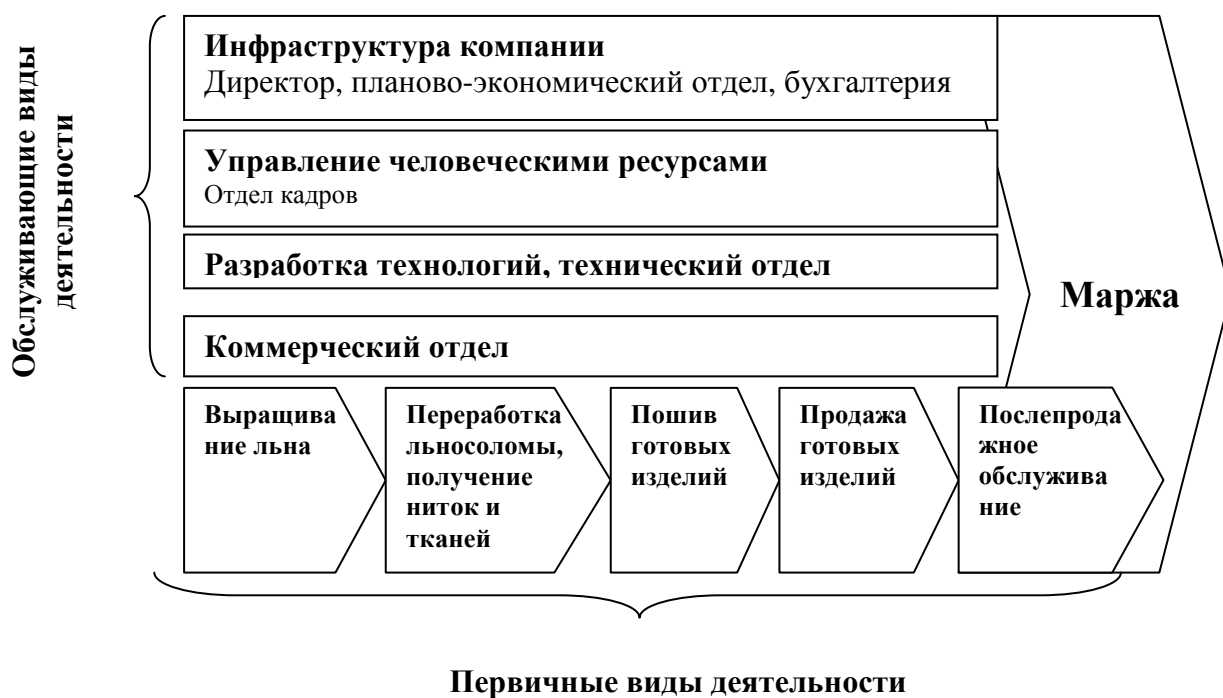 Обслуживающие виды
деятельности
Инфраструктура компании
Директор, планово-экономический отдел, бухгалтерия
Управление человеческими ресурсами
Отдел кадров
Разработка технологий, технический отдел
Коммерческий отдел
Маржа
Выращива
ние льна
Переработка
льносоломы,
получение
ниток и
тканей
Пошив
готовых
изделий
Продажа
готовых
изделий
Послепрода
жное
обслужива
ние
Первичные виды деятельности